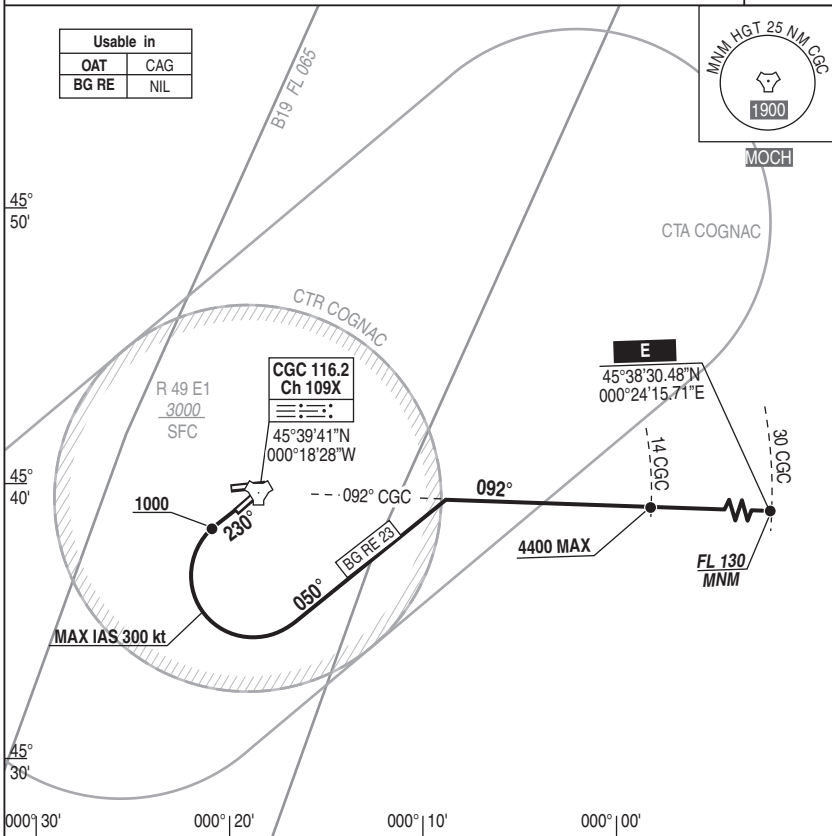 Usable in
OAT CAG
BG RE NIL
B19 FL 065
MNM HGT 25 NM CGC
1900
MOCH
45°
50'
CTA COGNAC
CTR COGNAC
E
45°38'30.48"N
000°24'15.71"E
CGC 116.2
Ch 109X
R 49 E1
3000
SFC
45°39'41"N
000°18'28"W
14 CGC
30 CGC
45°
40'
092° CGC
092°
1000
230°
BG RE 23
4400 MAX
FL 130
MNM
050°
MAX IAS 300 kt
45°
30'
000° 30' 000° 20' 000° 10' 000° 00'